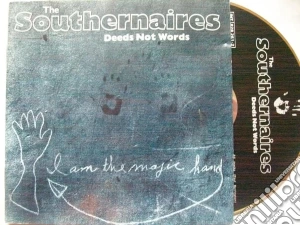 The
Southernaires
Deeds Not Words
I am the magic hand
The
Southernaires
Deeds Not Words